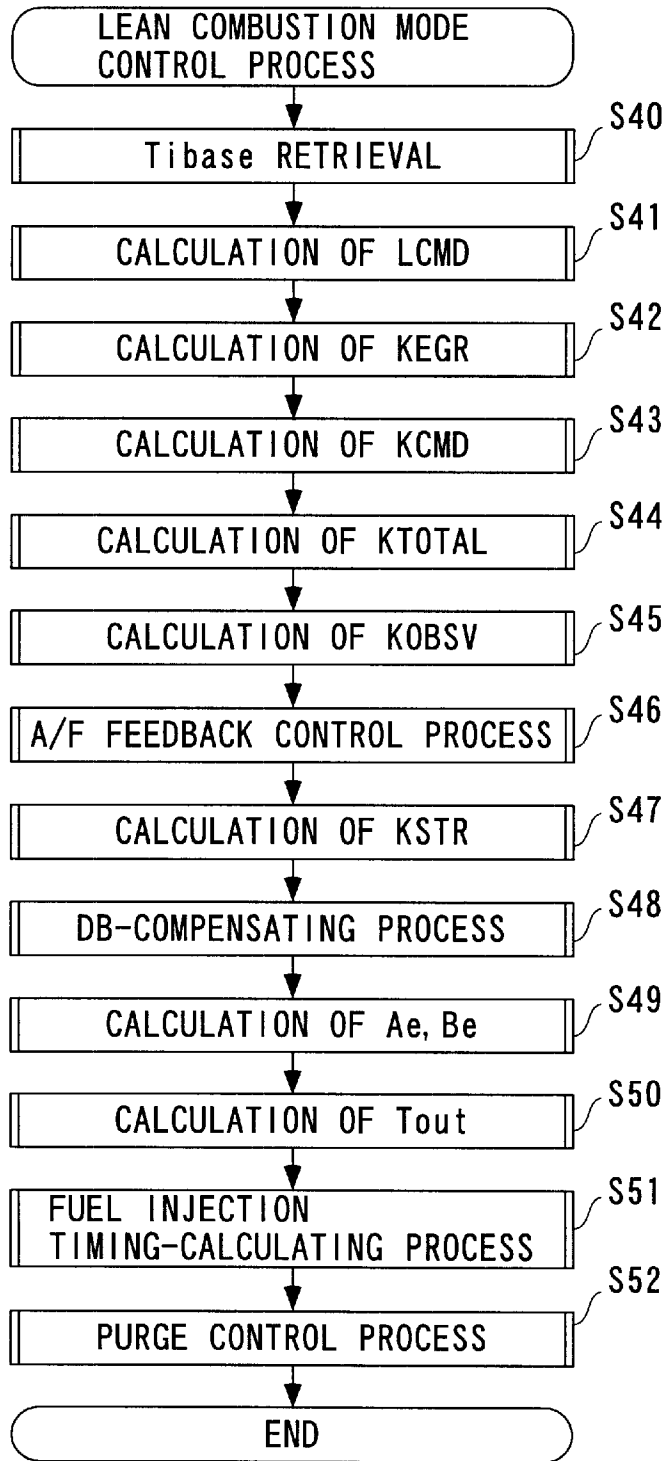 LEAN COMBUSTION MODE
CONTROL PROCESS
S40
Tibase RETRIEVAL
S41
CALCULATION OF LCMD
S42
CALCULATION OF KEGR
S43
CALCULATION OF KCMD
S44
CALCULATION OF KTOTAL
S45
CALCULATION OF KOBSV
S46
A/F FEEDBACK CONTROL PROCESS
S47
CALCULATION OF KSTR
S48
DB-COMPENSATING PROCESS
S49
CALCULATION OF Ae, Be
S50
CALCULATION OF Tout
S51
FUEL INJECTION
TIMING-CALCULATING PROCESS
S52
PURGE CONTROL PROCESS
END